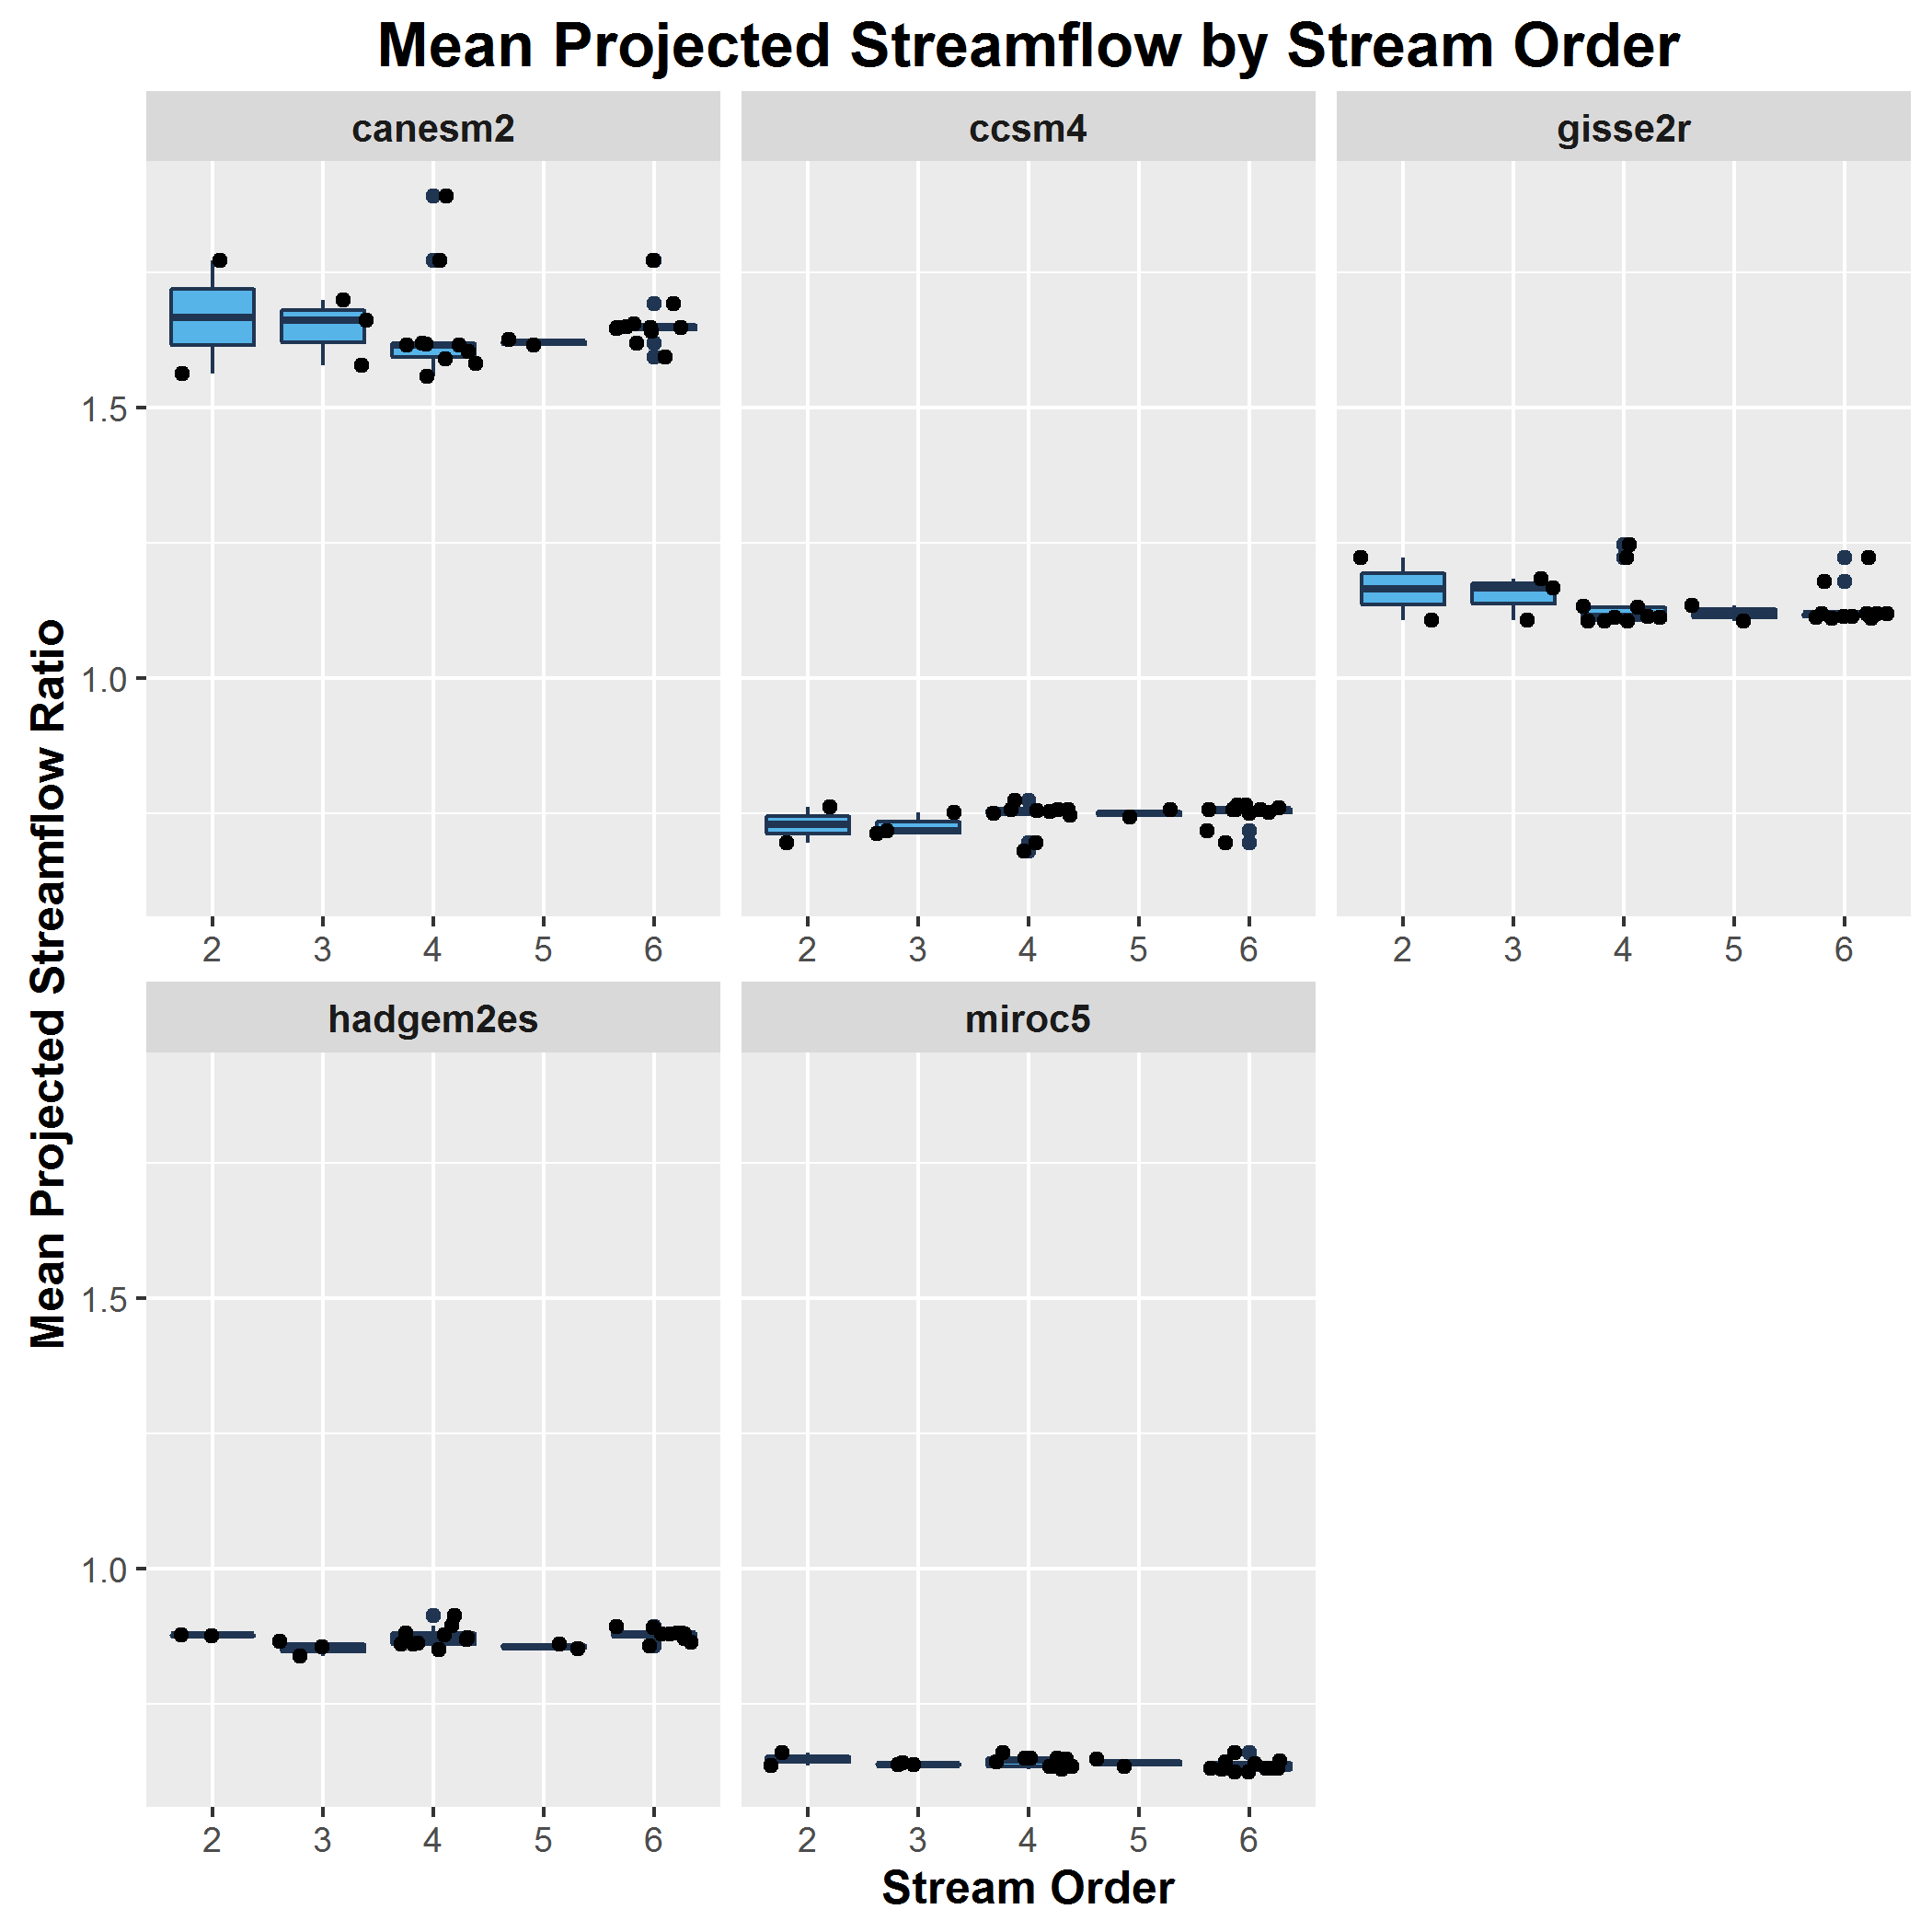 Mean Projected Streamflow by Stream Order
canesm2
ccsm4
gisse2r
1.5
1.0
2 3 4 5 6
2 3 4 5 6
2 3 4 5 6
Mean Projected Streamflow Ratio
hadgem2es
miroc5
1.5
1.0
2 3 4 5 6
2 3 4 5 6
Stream Order